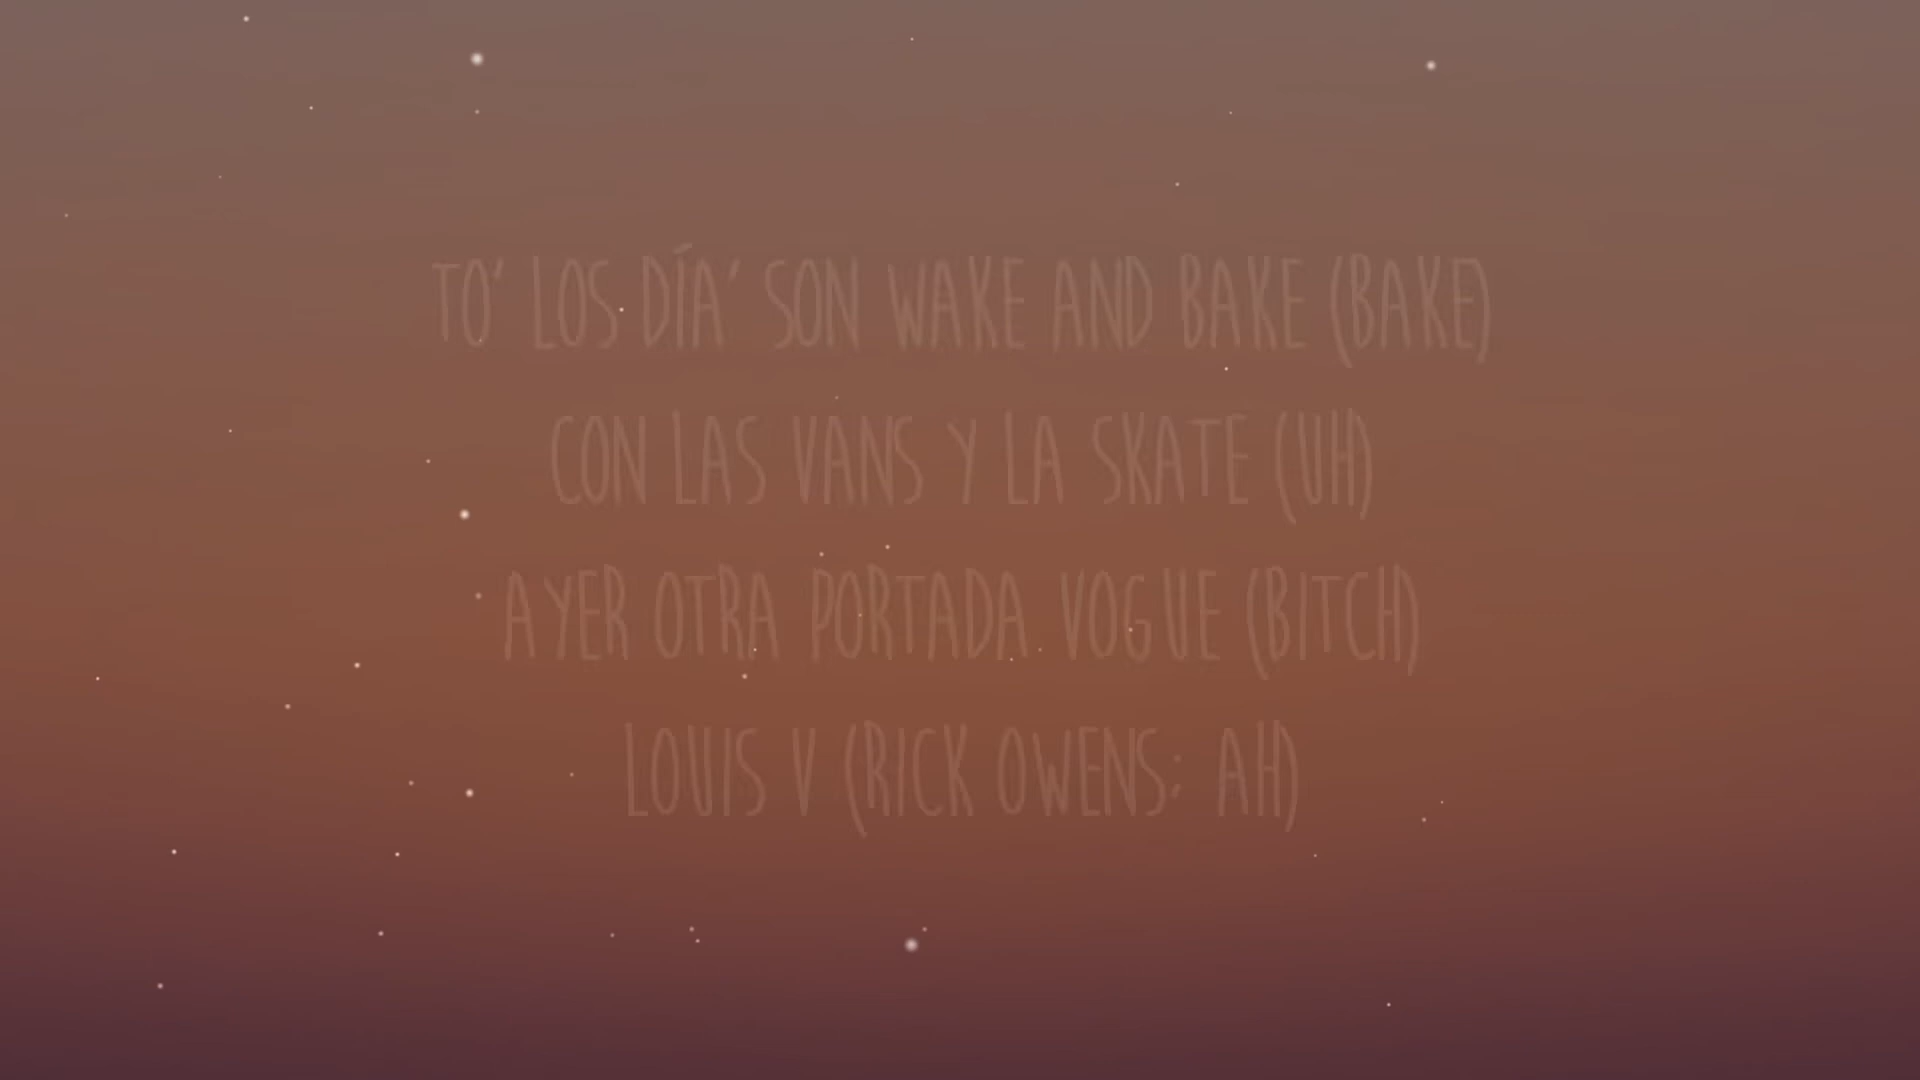 TO' LOS DÍA' SON WAKE AND BAKE (BAKE)
CON LAS VANS Y LA SKATE (UH)
AYER OTRA PORTADA VOGUE (BITCH)
LOUIS V (RICK OWENS; AH)